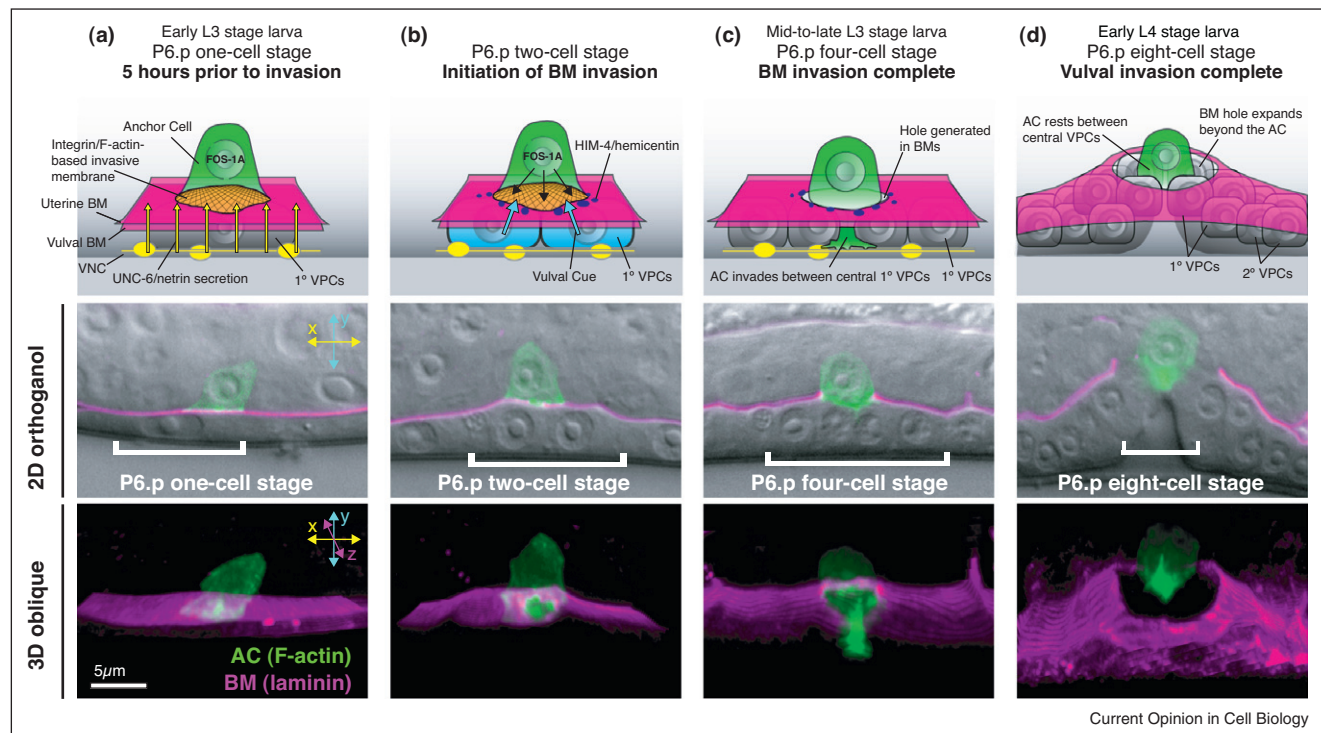 (a)
Early L3 stage larva
P6.p one-cell stage
5 hours prior to invasion
Anchor Cell
Integrin/F-actin-
based invasive
membrane
FOS-1A
Uterine BM
Vulval BM
VNC
UNC-6/netrin secretion
1º VPCs
(b)
P6.p two-cell stage
Initiation of BM invasion
FOS-1A
HIM-4/hemicentin
Vulval Cue
1º VPCs
(c)
Mid-to-late L3 stage larva
P6.p four-cell stage
BM invasion complete
Hole generated
in BMs
AC invades between central 1º VPCs
1º VPCs
(d)
Early L4 stage larva
P6.p eight-cell stage
Vulval invasion complete
AC rests between
central VPCs
BM hole expands
beyond the AC
1º VPCs
2º VPCs
2D orthoganol
x
y
P6.p one-cell stage
P6.p two-cell stage
P6.p four-cell stage
P6.p eight-cell stage
3D oblique
x
y
z
AC (F-actin)
BM (laminin)
5µm
Current Opinion in Cell Biology